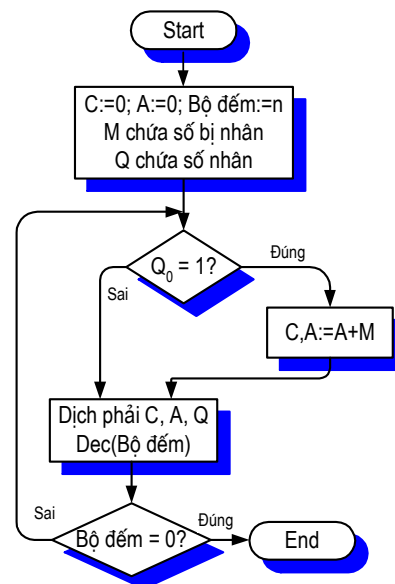 Start
C:=0; A:=0; Bộ đếm:=n
M chứa số bị nhân
Q chứa số nhân
Q0 = 1?
Sai
Đúng
C,A:=A+M
Dịch phải C, A, Q
Dec(Bộ đếm)
Bộ đếm = 0?
Sai
Đúng
End